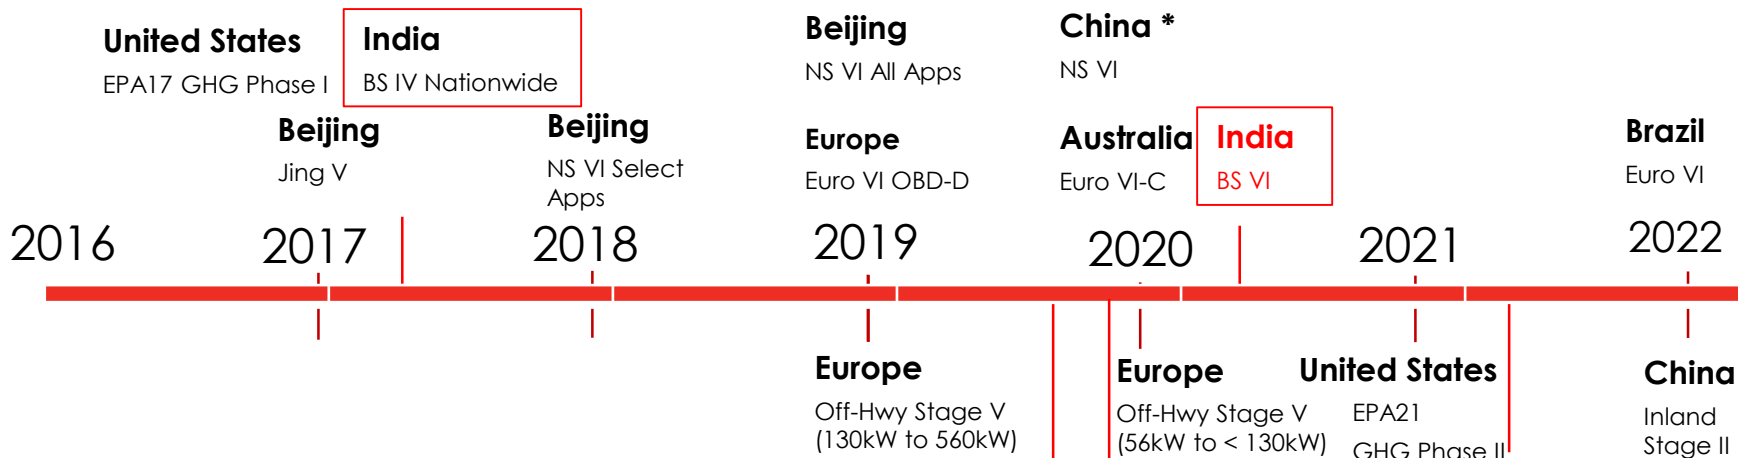 United States
EPA17 GHG Phase I
India
BS IV Nationwide
Beijing
NS VI All Apps
China *
NS VI
Beijing
Jing V
Beijing
NS VI Select
Apps
Europe
Euro VI OBD-D
Australia
Euro VI-C
India
BS VI
Brazil
Euro VI
2016
2017
2018
2019
2020
2021
2022
Europe
Off-Hwy Stage V
(130kW to 560kW)
Europe
Off-Hwy Stage V
(56kW to < 130kW)
United States
EPA21
GHG Phase II
China
Inland
Stage II